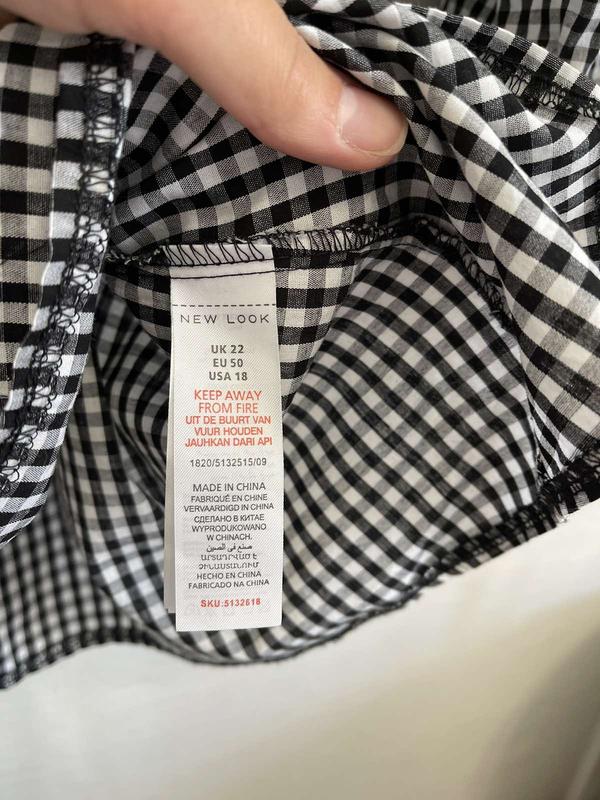 NEW LOOK
UK 22
EU 50
USA 18
KEEP AWAY
FROM FIRE
UIT DE BUURT VAN
VUUR HOUDEN
JAUHKAN DARI API
1820/5132515/09
MADE IN CHINA
FABRIQUÉ EN CHINE
VERVAARDIGD IN CHINA
СДЕЛАНО В КИТАЕ
WYPRODUKOWANO
W CHINACH.
صنع في الصين
HECHO EN CHINA
FABRICADO NA CHINA
SKU:5132618